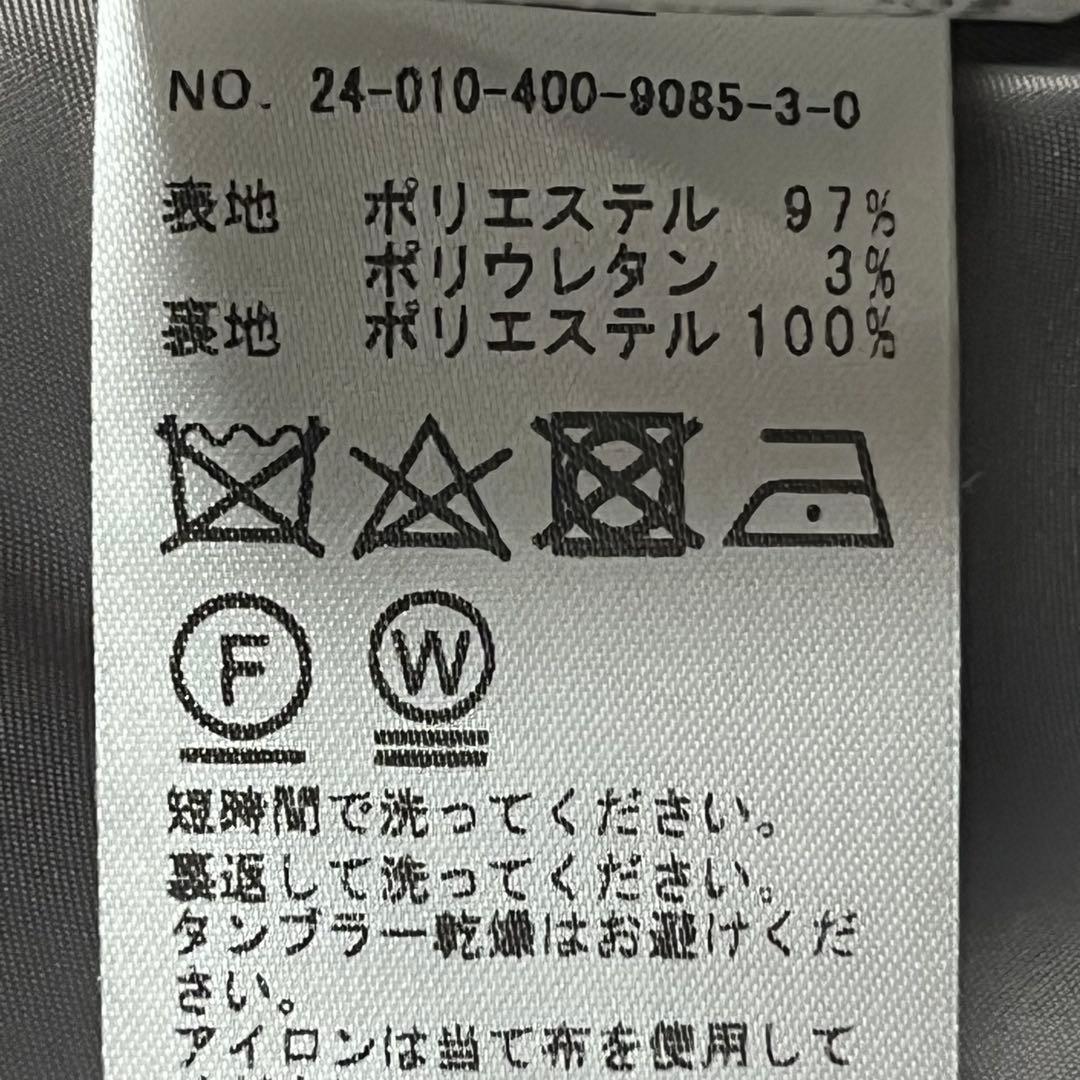 NO. 24-010-400-9085-3-0
表地 ポリエステル 97%
ポリウレタン 3%
裏地 ポリエステル 100%
F W
短時間で洗ってください。
裏返して洗ってください。
タンブラー乾燥はお避けくだ
さい。
アイロンは当て布を使用して